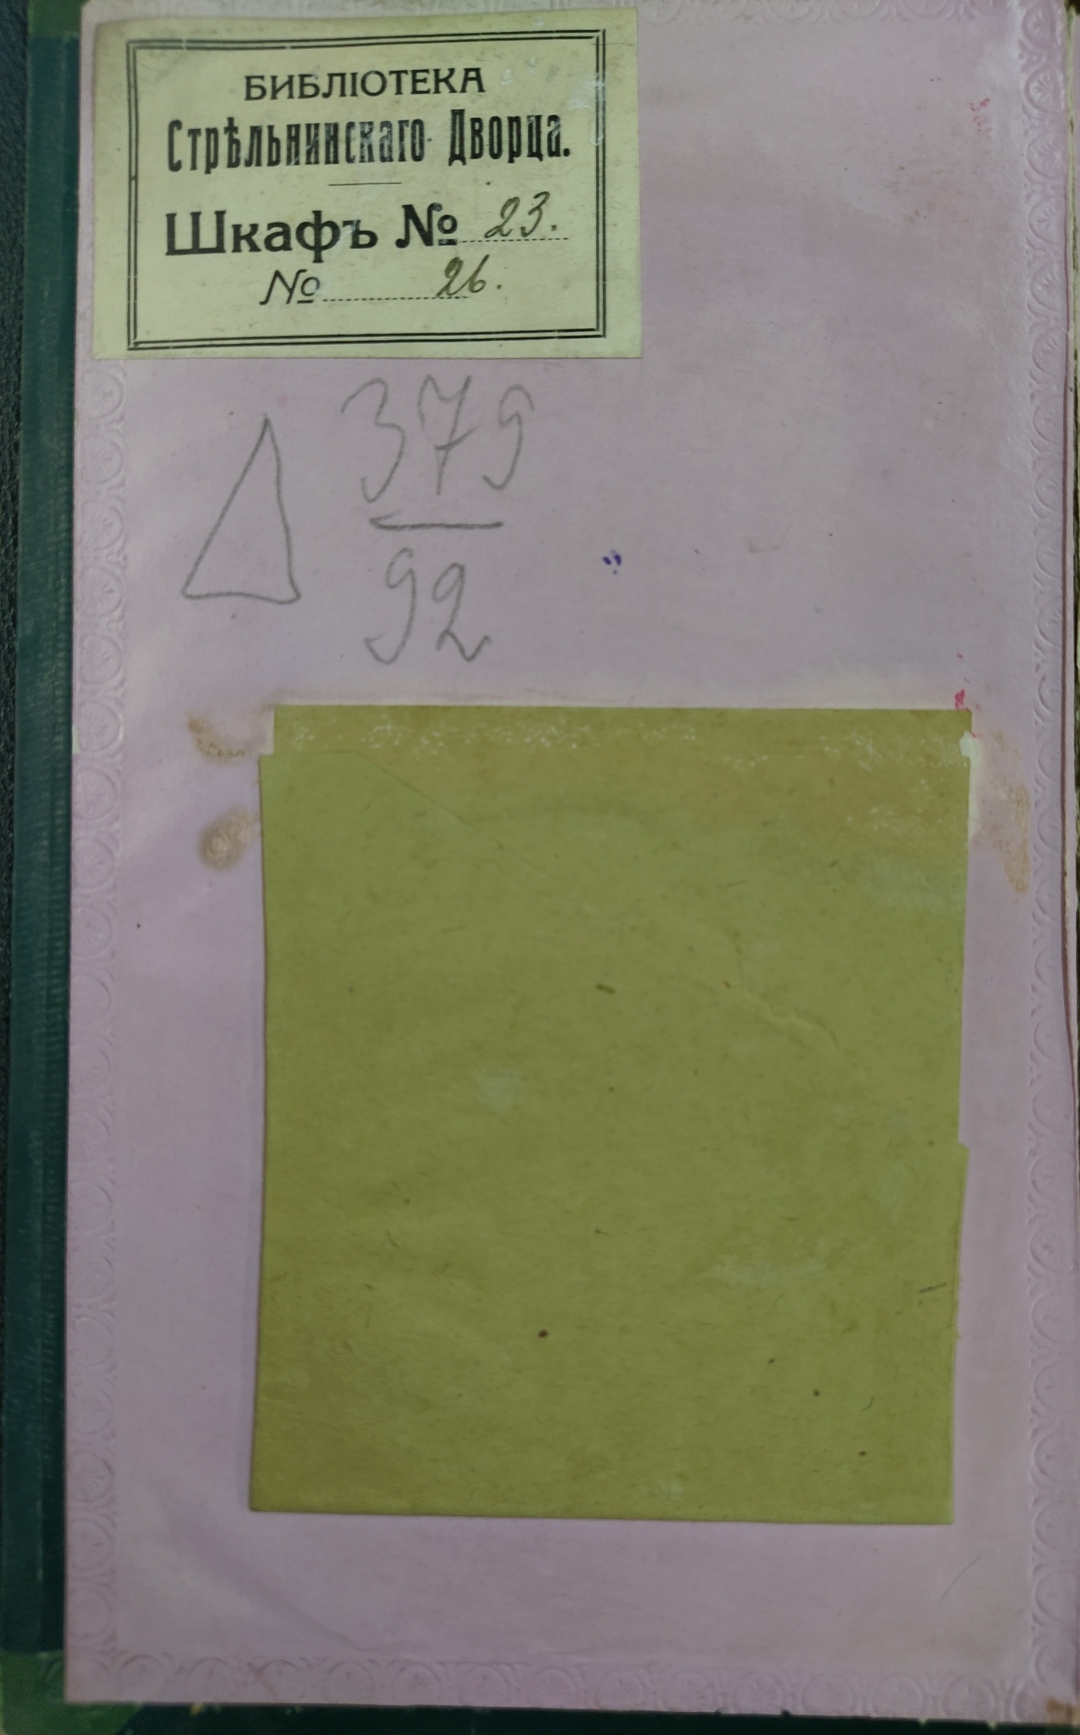 БИБЛІОТЕКА
Стрѣльнинскаго Дворца.
Шкафъ № 23.
№ 26.
Δ 379
92